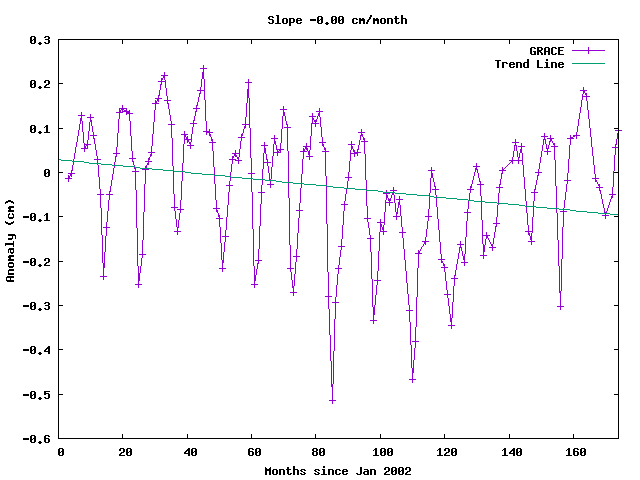 Slope -0.00 cm/month
GRACE
Trend Line
0.3
0.2
0.1
0
-0.1
-0.2
-0.3
-0.4
-0.5
-0.6
Anomaly (cm)
0 20 40 60 80 100 120 140 160
Months since Jan 2002